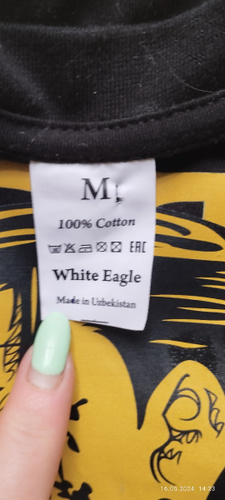 M
100% Cotton
EAC
White Eagle
Made in Uzbekistan
16.05.2024 14:23